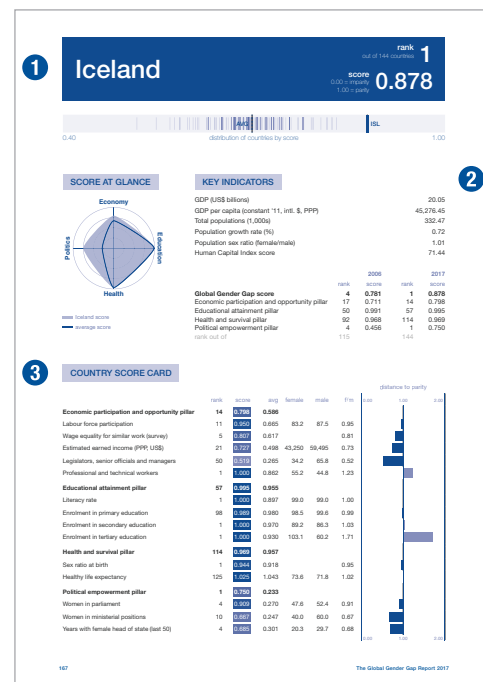 1
Iceland
rank
out of 144 countries
1
score
0.00 = imparity
1.00 = parity
0.878
AVG
ISL
0.40
distribution of countries by score
1.00
2
SCORE AT GLANCE
Economy
Politics
Education
Health
Iceland score
average score
KEY INDICATORS
GDP (US$ billions) 20.05
GDP per capita (constant '11, intl. $, PPP) 45,276.45
Total populations (1,000s) 332.47
Population growth rate (%) 0.72
Population sex ratio (female/male) 1.01
Human Capital Index score 71.44
2006 2017
rank score rank score
Global Gender Gap score 4 0.781 1 0.878
Economic participation and opportunity pillar 17 0.711 14 0.798
Educational attainment pillar 50 0.991 57 0.995
Health and survival pillar 92 0.968 114 0.969
Political empowerment pillar 4 0.456 1 0.750
rank out of 115 144
3
COUNTRY SCORE CARD
distance to parity
rank score avg female male f/m 0.00 1.00 2.00
Economic participation and opportunity pillar 14 0.798 0.586
Labour force participation 11 0.950 0.665 83.2 87.5 0.95
Wage equality for similar work (survey) 5 0.807 0.617 0.81
Estimated earned income (PPP, US$) 21 0.727 0.498 43,250 59,495 0.73
Legislators, senior officials and managers 50 0.519 0.265 34.2 65.8 0.52
Professional and technical workers 1 1.000 0.862 55.2 44.8 1.23
Educational attainment pillar 57 0.995 0.955
Literacy rate 1 1.000 0.897 99.0 99.0 1.00
Enrolment in primary education 98 0.989 0.980 98.5 99.6 0.99
Enrolment in secondary education 1 1.000 0.970 89.2 86.3 1.03
Enrolment in tertiary education 1 1.000 0.930 103.1 60.2 1.71
Health and survival pillar 114 0.969 0.957
Sex ratio at birth 1 0.944 0.918 0.95
Healthy life expectancy 125 1.025 1.043 73.6 71.8 1.02
Political empowerment pillar 1 0.750 0.233
Women in parliament 4 0.909 0.270 47.6 52.4 0.91
Women in ministerial positions 10 0.667 0.247 40.0 60.0 0.67
Years with female head of state (last 50) 4 0.685 0.301 20.3 29.7 0.68
0.00 1.00 2.00
167
The Global Gender Gap Report 2017